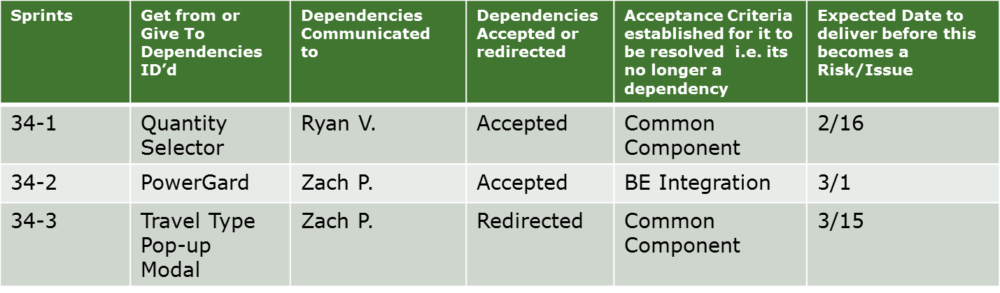 Sprints
Get from or
Give To
Dependencies
ID’d
Dependencies
Communicated
to
Dependencies
Accepted or
redirected
Acceptance Criteria
established for it to
be resolved i.e. its
no longer a
dependency
Expected Date to
deliver before this
becomes a
Risk/Issue
34-1
Quantity
Selector
Ryan V.
Accepted
Common
Component
2/16
34-2
PowerGard
Zach P.
Accepted
BE Integration
3/1
34-3
Travel Type
Pop-up
Modal
Zach P.
Redirected
Common
Component
3/15